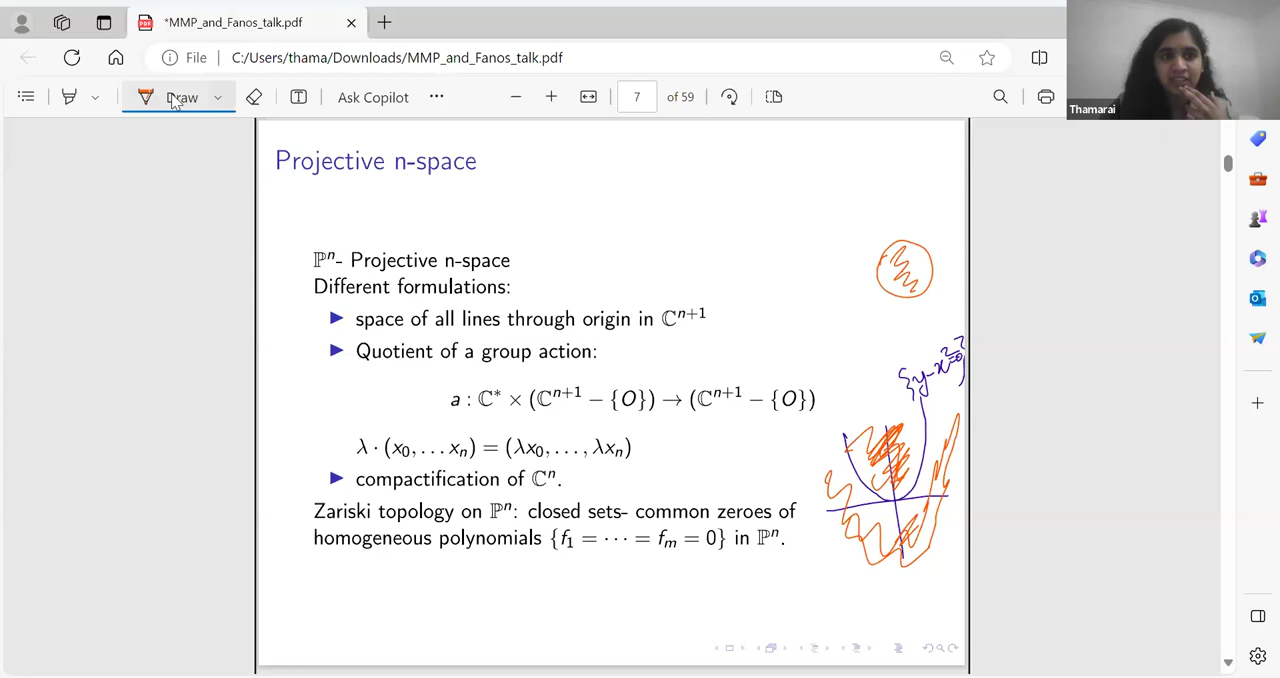 *MMP_and_Fanos_talk.pdf
File C:/Users/thama/Downloads/MMP_and_Fanos_talk.pdf
Draw Ask Copilot 7 of 59
Thamarai
Projective n-space
ℙⁿ- Projective n-space
Different formulations:
▶ space of all lines through origin in ℂⁿ⁺¹
▶ Quotient of a group action:
a : ℂ* × (ℂⁿ⁺¹ − {O}) → (ℂⁿ⁺¹ − {O})
λ · (x₀, . . . xₙ) = (λx₀, . . . , λxₙ)
▶ compactification of ℂⁿ.
Zariski topology on ℙⁿ: closed sets- common zeroes of
homogeneous polynomials {f₁ = · · · = fₘ = 0} in ℙⁿ.
{y-x²=0}